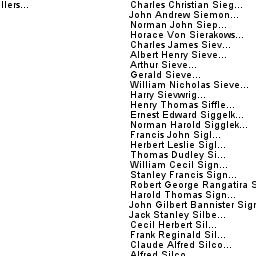 llers...
Charles Christian Sieg...
John Andrew Siemon...
Norman John Siep...
Horace Von Sierakows...
Charles James Siev...
Albert Henry Sieve...
Arthur Sieve...
Gerald Sieve...
William Nicholas Sieve...
Harry Sievwrig...
Henry Thomas Siffle...
Ernest Edward Siggelk...
Norman Harold Sigglek...
Francis John Sigl...
Herbert Leslie Sigl...
Thomas Dudley Si...
William Cecil Sign...
Stanley Francis Sign...
Robert George Rangatira S
Harold Thomas Sign...
John Gilbert Bannister Sign
Jack Stanley Silbe...
Cecil Herbert Sil...
Frank Reginald Sil...
Claude Alfred Silco...
Alfred Silco